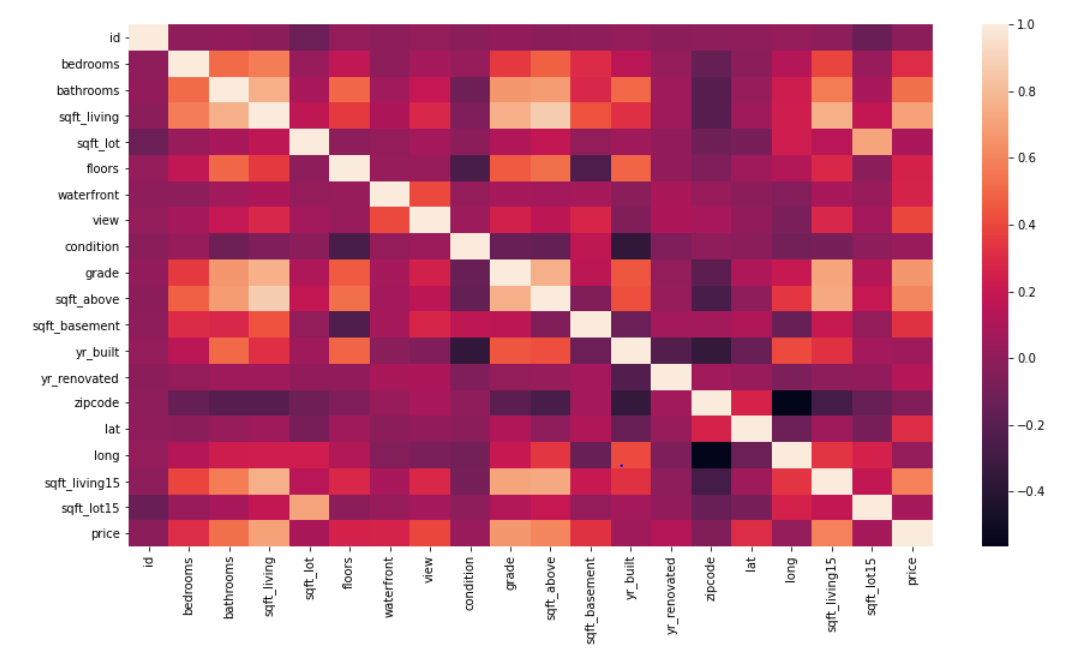 id
bedrooms
bathrooms
sqft_living
sqft_lot
floors
waterfront
view
condition
grade
sqft_above
sqft_basement
yr_built
yr_renovated
zipcode
lat
long
sqft_living15
sqft_lot15
price
id
bedrooms
bathrooms
sqft_living
sqft_lot
floors
waterfront
view
condition
grade
sqft_above
sqft_basement
yr_built
yr_renovated
zipcode
lat
long
sqft_living15
sqft_lot15
price
1.0
0.8
0.6
0.4
0.2
0.0
−0.2
−0.4